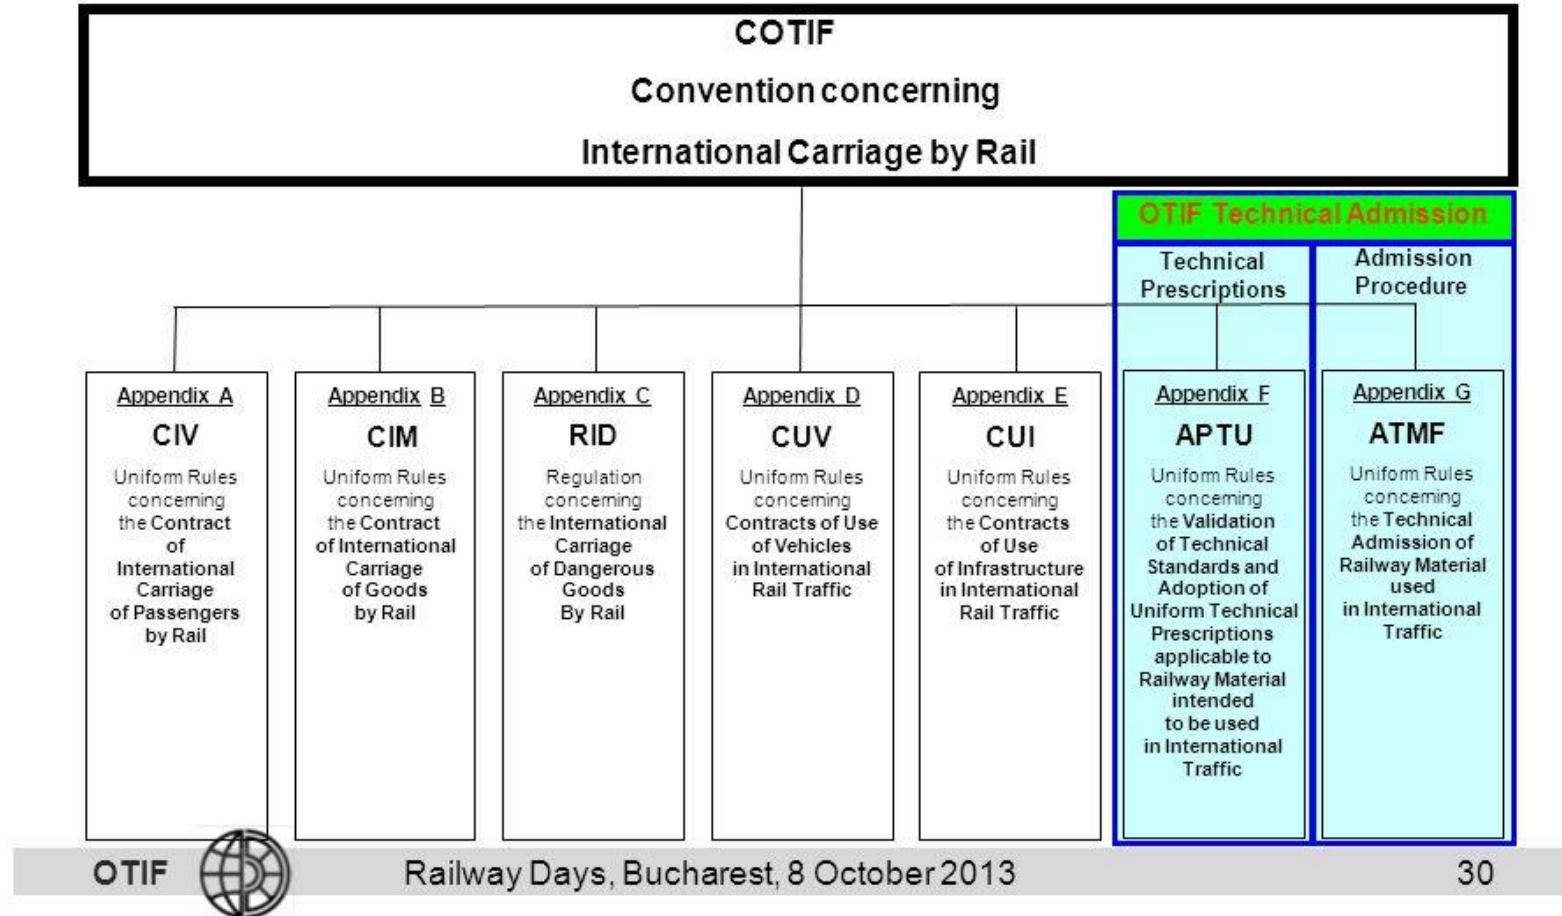 COTIF
Convention concerning
International Carriage by Rail
OTIF Technical Admission
Technical
Prescriptions
Admission
Procedure
Appendix A
CIV
Uniform Rules
concerning
the Contract
of
International
Carriage
of Passengers
by Rail
Appendix B
CIM
Uniform Rules
concerning
the Contract
of International
Carriage
of Goods
by Rail
Appendix C
RID
Regulation
concerning
the International
Carriage
of Dangerous
Goods
By Rail
Appendix D
CUV
Uniform Rules
concerning
Contracts of Use
of Vehicles
in International
Rail Traffic
Appendix E
CUI
Uniform Rules
concerning
the Contracts
of Use
of Infrastructure
in International
Rail Traffic
Appendix F
APTU
Uniform Rules
concerning
the Validation
of Technical
Standards and
Adoption of
Uniform Technical
Prescriptions
applicable to
Railway Material
intended
to be used
in International
Traffic
Appendix G
ATMF
Uniform Rules
concerning
the Technical
Admission of
Railway Material
used
in International
Traffic
OTIF
Railway Days, Bucharest, 8 October 2013
30